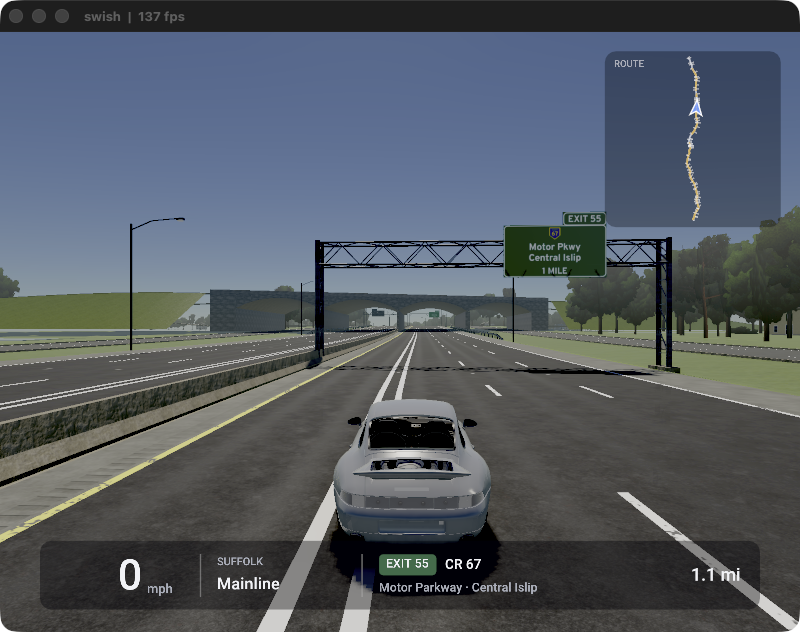 swish | 137 fps
ROUTE
EXIT 55
67
Motor Pkwy
Central Islip
1 MILE
0 mph
SUFFOLK
Mainline
EXIT 55 CR 67
Motor Parkway · Central Islip
1.1 mi